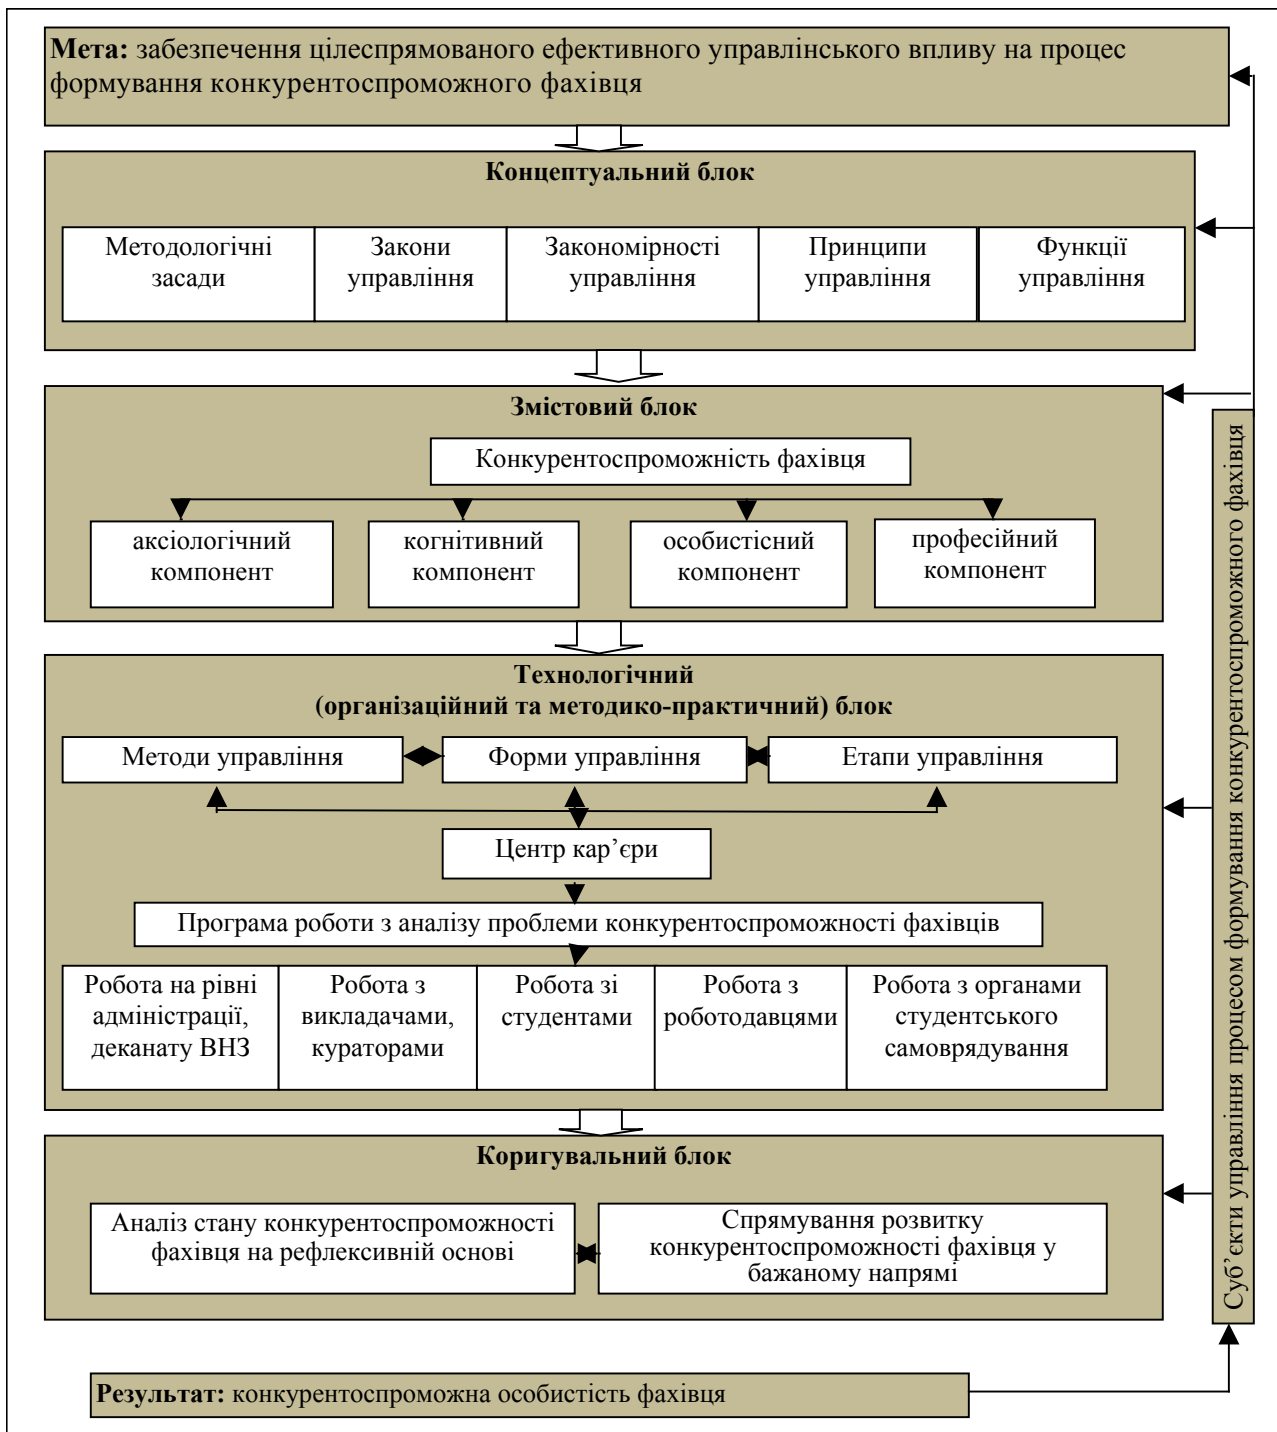 Мета: забезпечення цілеспрямованого ефективного управлінського впливу на процес
формування конкурентоспроможного фахівця
Концептуальний блок
Методологічні
засади
Закони
управління
Закономірності
управління
Принципи
управління
Функції
управління
Змістовий блок
Конкурентоспроможність фахівця
аксіологічний
компонент
когнітивний
компонент
особистісний
компонент
професійний
компонент
Технологічний
(організаційний та методико-практичний) блок
Методи управління
Форми управління
Етапи управління
Центр кар’єри
Програма роботи з аналізу проблеми конкурентоспроможності фахівців
Робота на рівні
адміністрації,
деканату ВНЗ
Робота з
викладачами,
кураторами
Робота зі
студентами
Робота з
роботодавцями
Робота з органами
студентського
самоврядування
Коригувальний блок
Аналіз стану конкурентоспроможності
фахівця на рефлексивній основі
Спрямування розвитку
конкурентоспроможності фахівця у
бажаному напрямі
Суб’єкти управління процесом формування конкурентоспроможного фахівця
Результат: конкурентоспроможна особистість фахівця